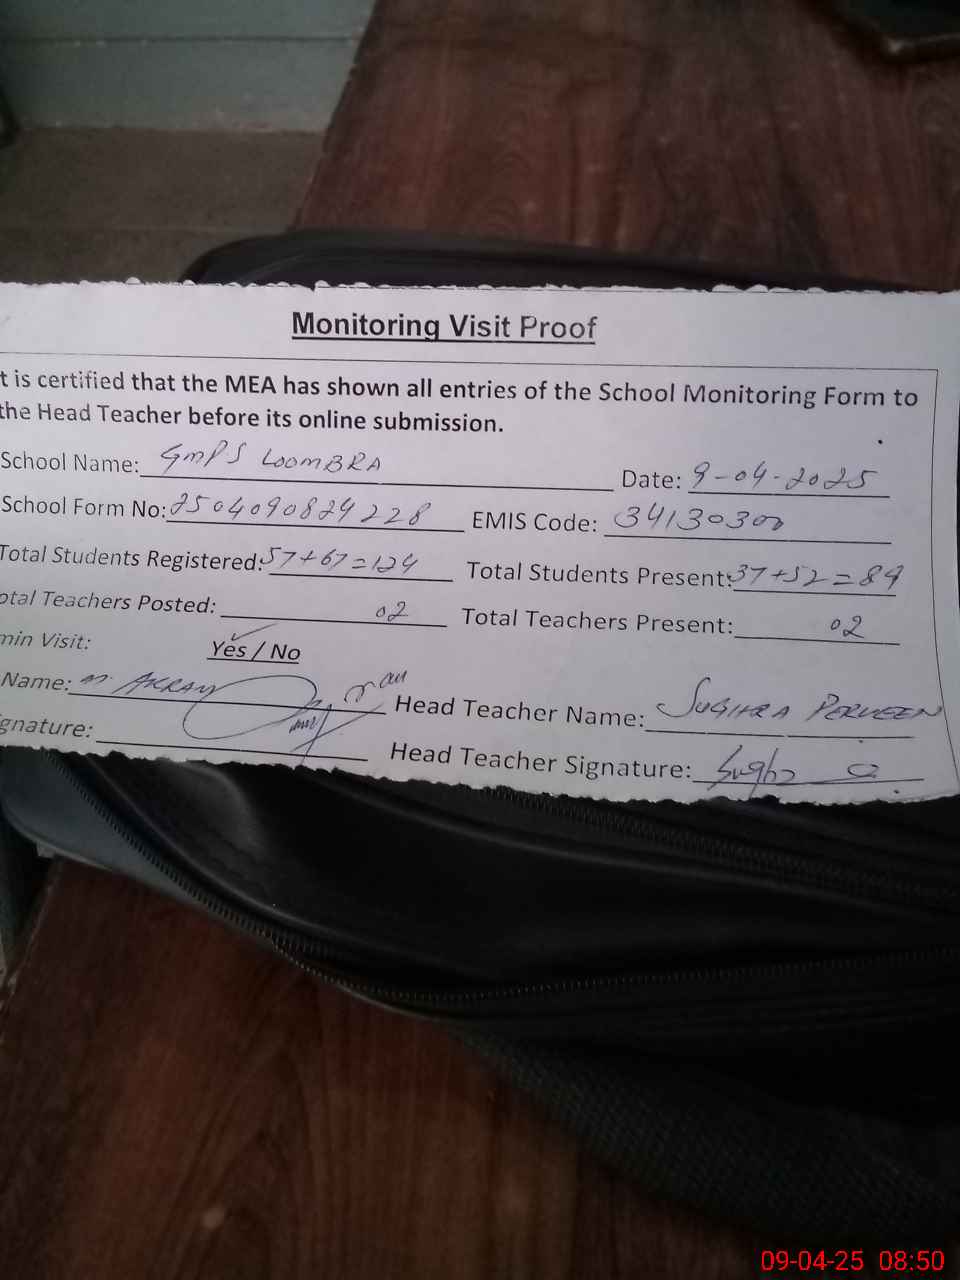 Monitoring Visit Proof
t is certified that the MEA has shown all entries of the School Monitoring Form to
the Head Teacher before its online submission.
School Name: GMPS LOOMBRA Date: 9-04-2025
School Form No: 2504090824228 EMIS Code: 34130300
Total Students Registered: 57+67=124 Total Students Present: 37+52=89
otal Teachers Posted: 02 Total Teachers Present: 02
min Visit: Yes / No
Name: M. AKRAM Head Teacher Name: SUGHRA PERVEEN
gnature: Head Teacher Signature: Sughra
09-04-25 08:50